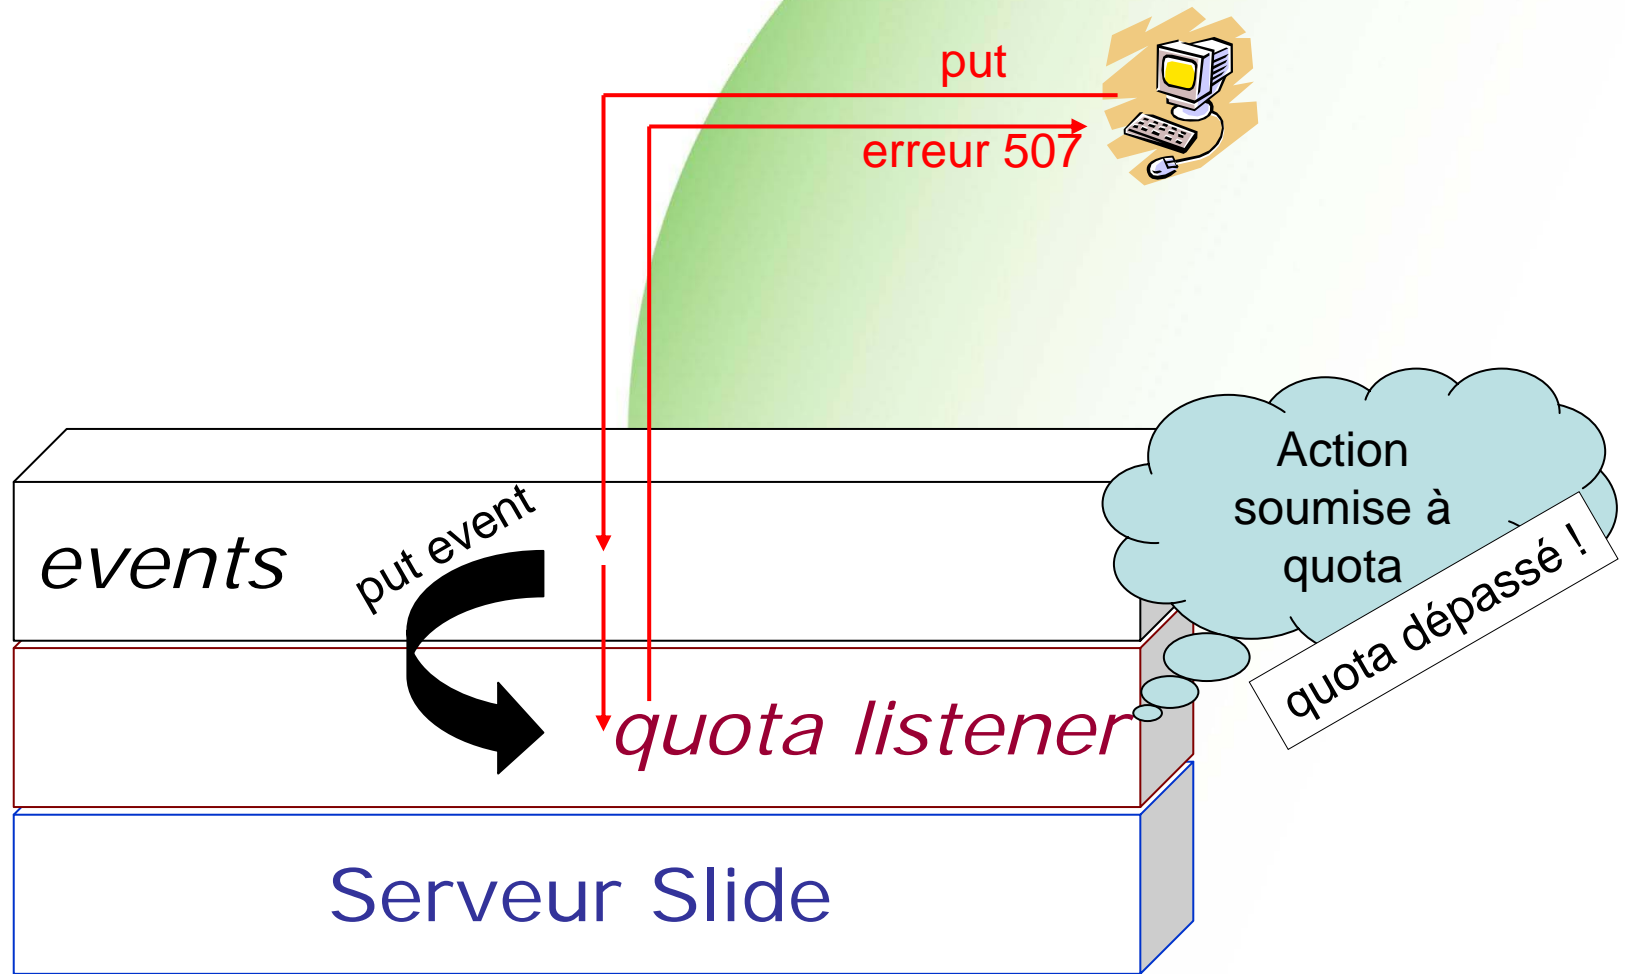 put
erreur 507
Action
soumise à
quota
quota dépassé !
put event
events
quota listener
Serveur Slide